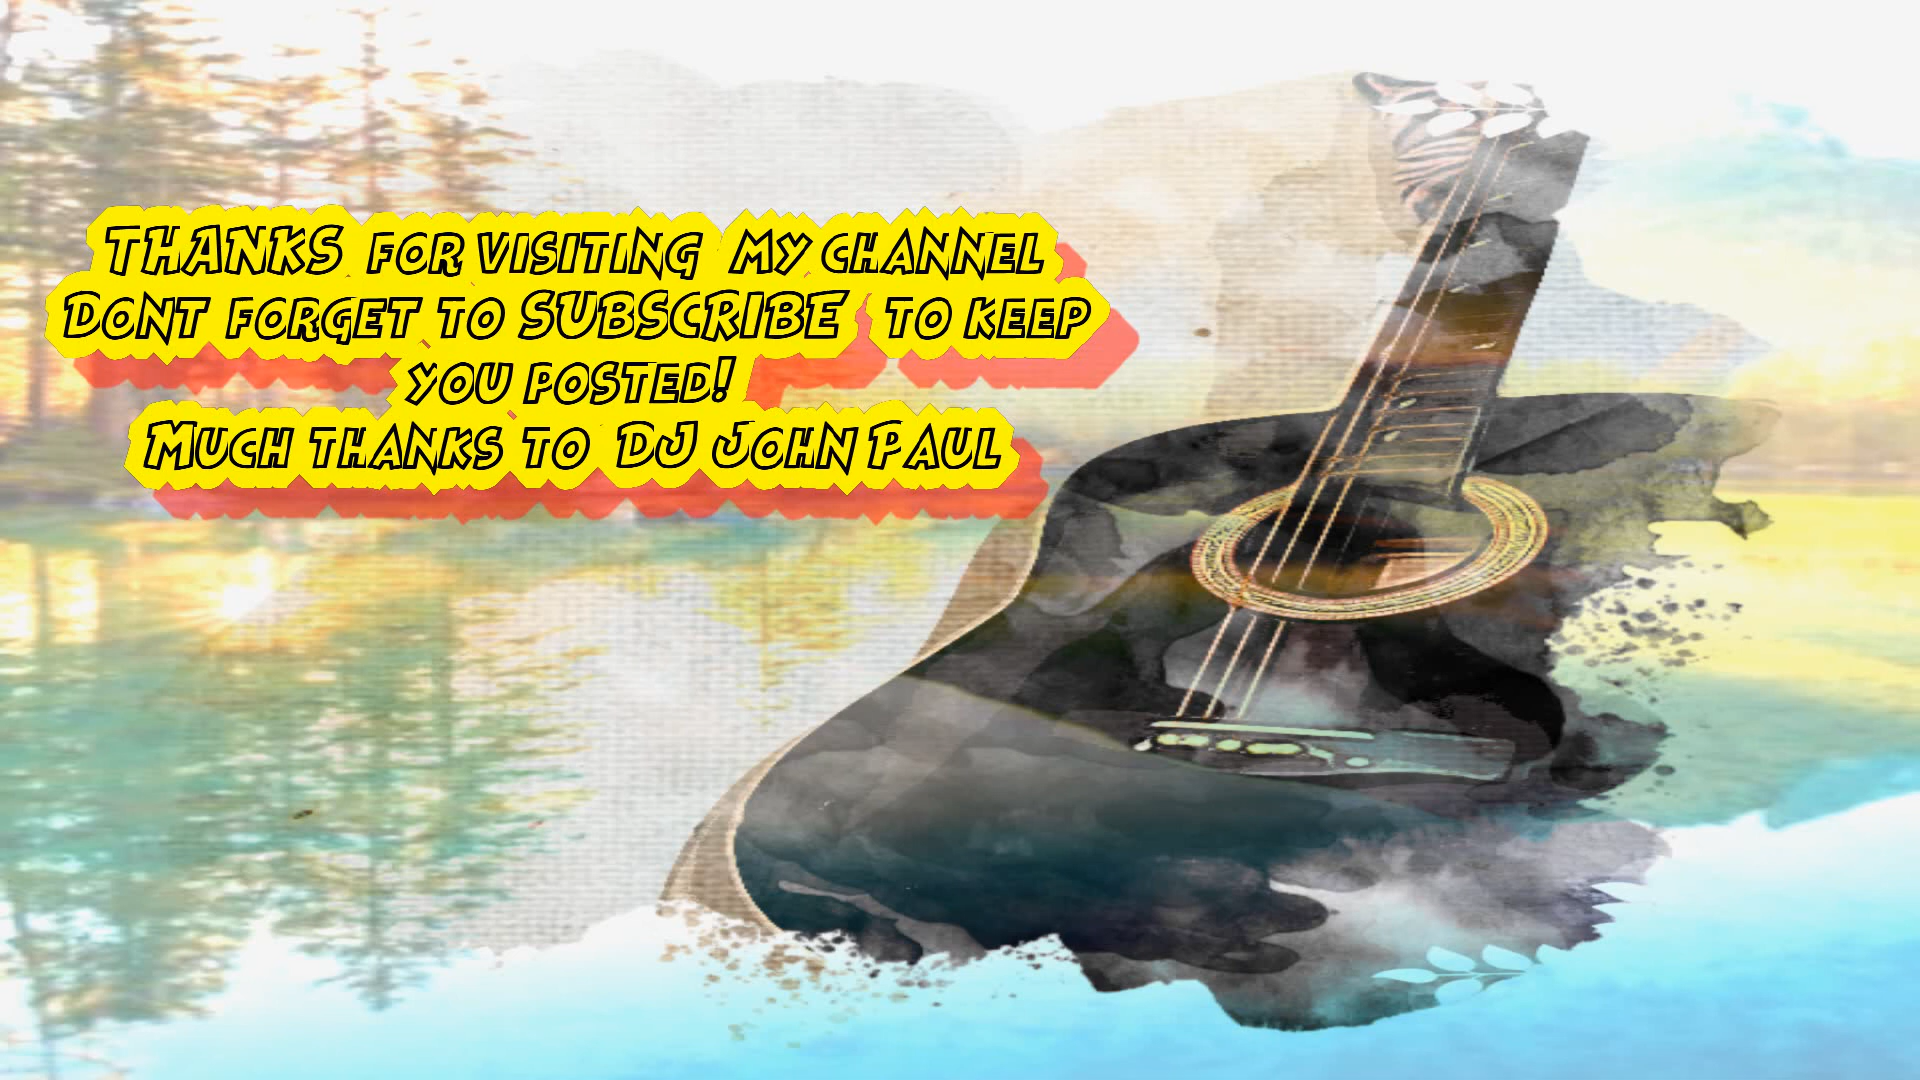 THANKS FOR VISITING MY CHANNEL
DONT FORGET TO SUBSCRIBE TO KEEP
YOU POSTED!
MUCH THANKS TO DJ JOHN PAUL